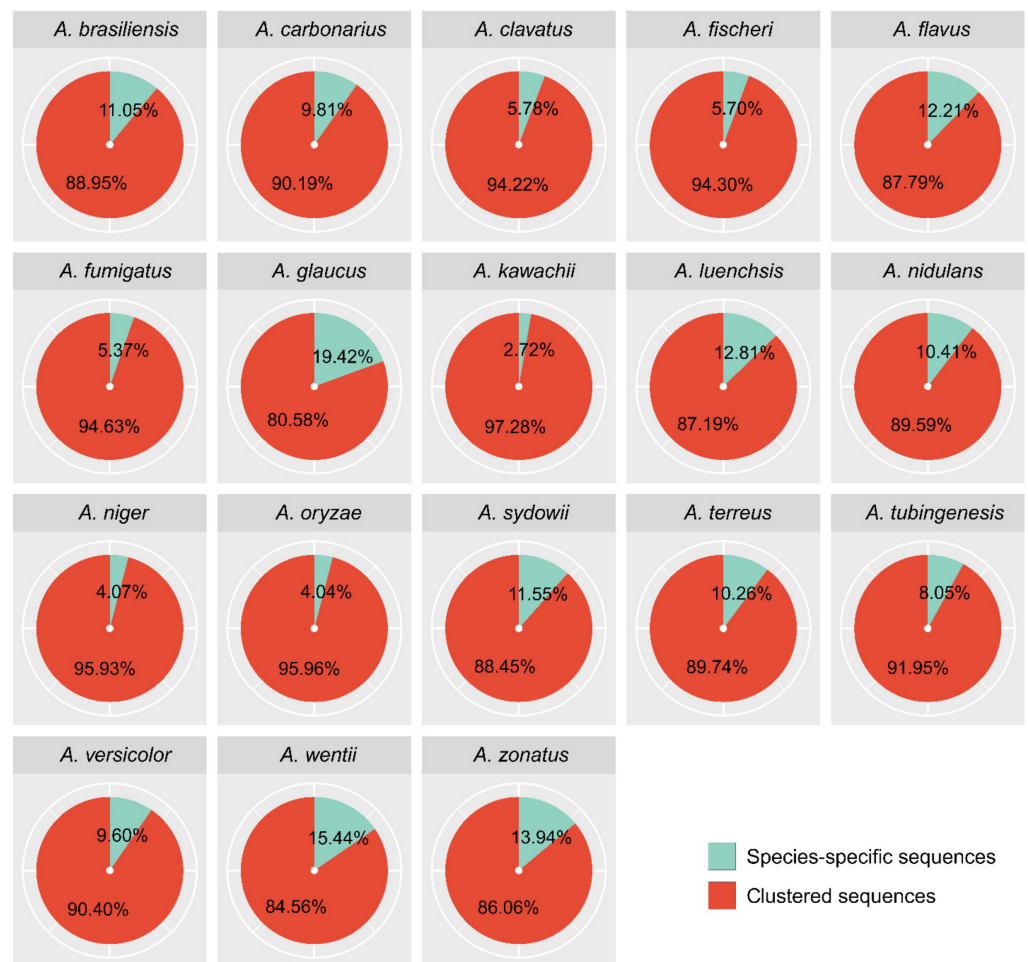 A. brasiliensis
A. carbonarius
A. clavatus
A. fischeri
A. flavus
11.05%
9.81%
5.78%
5.70%
12.21%
88.95%
90.19%
94.22%
94.30%
87.79%
A. fumigatus
A. glaucus
A. kawachii
A. luenchsis
A. nidulans
5.37%
19.42%
2.72%
12.81%
10.41%
94.63%
80.58%
97.28%
87.19%
89.59%
A. niger
A. oryzae
A. sydowii
A. terreus
A. tubingenesis
4.07%
4.04%
11.55%
10.26%
8.05%
95.93%
95.96%
88.45%
89.74%
91.95%
A. versicolor
A. wentii
A. zonatus
9.60%
15.44%
13.94%
90.40%
84.56%
86.06%
Species-specific sequences
Clustered sequences